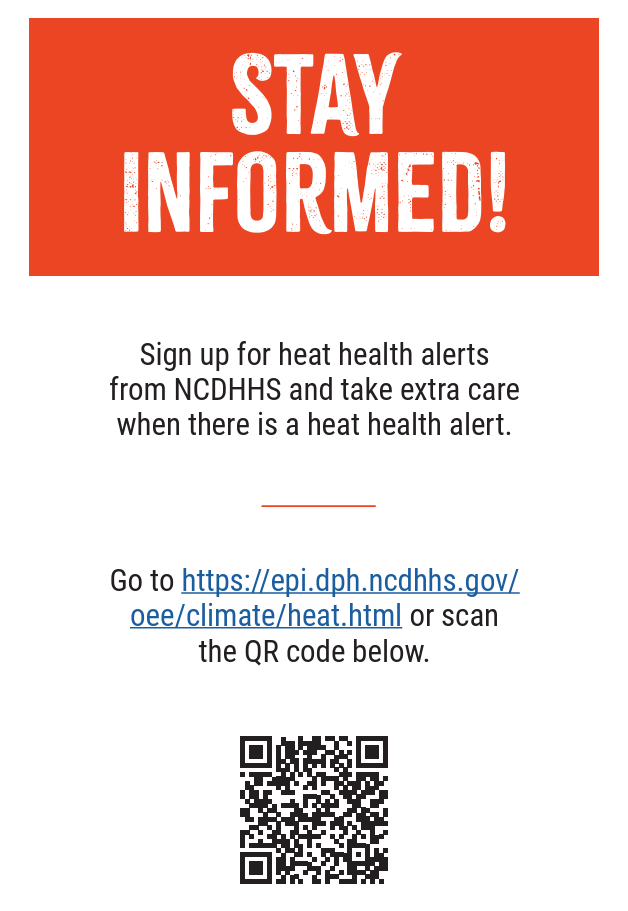 STAY
INFORMED!
Sign up for heat health alerts
from NCDHHS and take extra care
when there is a heat health alert.
Go to https://epi.dph.ncdhhs.gov/
oee/climate/heat.html or scan
the QR code below.